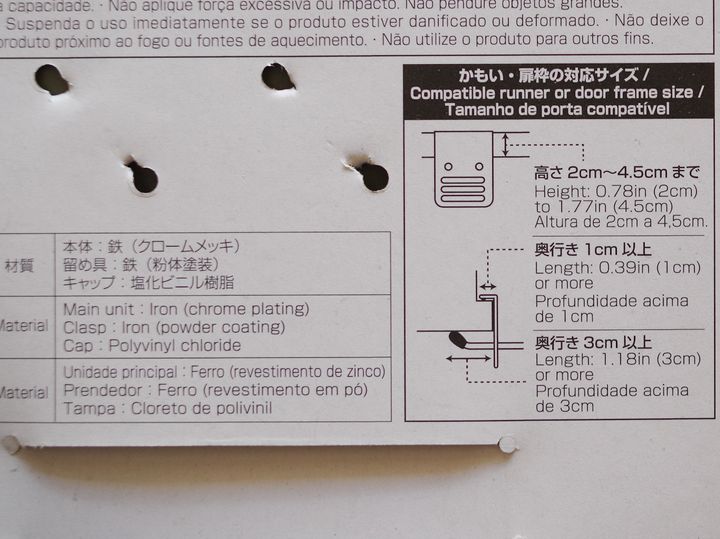 capacidade. · Não aplique força excessiva ou impacto. Não pendure objetos grandes.
· Suspenda o uso imediatamente se o produto estiver danificado ou deformado. · Não deixe o
produto próximo ao fogo ou fontes de aquecimento. · Não utilize o produto para outros fins.
かもい・扉枠の対応サイズ /
Compatible runner or door frame size /
Tamanho de porta compatível
高さ 2cm〜4.5cm まで
Height: 0.78in (2cm)
to 1.77in (4.5cm)
Altura de 2cm a 4,5cm.
奥行き 1cm 以上
Length: 0.39in (1cm)
or more
Profundidade acima
de 1cm
奥行き 3cm 以上
Length: 1.18in (3cm)
or more
Profundidade acima
de 3cm
材質
本体：鉄（クロームメッキ）
留め具：鉄（粉体塗装）
キャップ：塩化ビニル樹脂
Material
Main unit : Iron (chrome plating)
Clasp : Iron (powder coating)
Cap : Polyvinyl chloride
Material
Unidade principal : Ferro (revestimento de zinco)
Prendedor : Ferro (revestimento em pó)
Tampa : Cloreto de polivinil